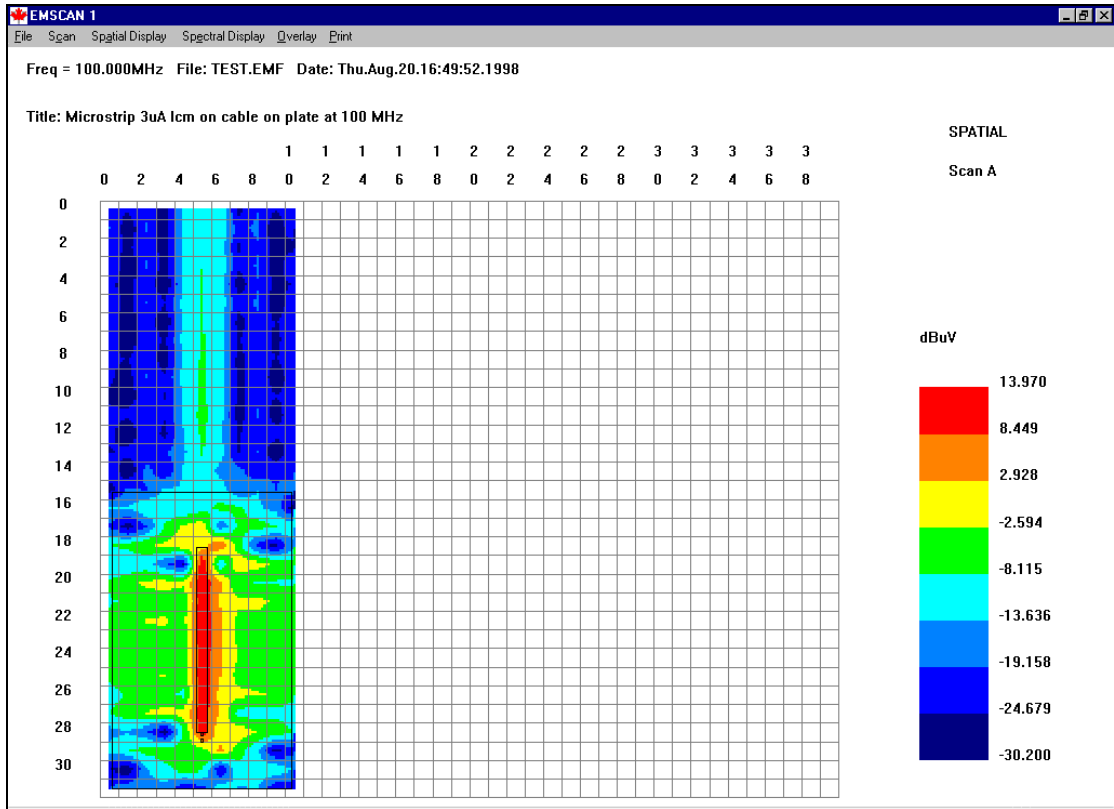 EMSCAN 1
File Scan Spatial Display Spectral Display Overlay Print
Freq = 100.000MHz File: TEST.EMF Date: Thu.Aug.20.16:49:52.1998
Title: Microstrip 3uA Icm on cable on plate at 100 MHz
SPATIAL
Scan A
1 1 1 1 1 2 2 2 2 2 3 3 3 3 3
0 2 4 6 8 0 2 4 6 8 0 2 4 6 8 0 2 4 6 8
0
2
4
6
8
10
12
14
16
18
20
22
24
26
28
30
dBuV
13.970
8.449
2.928
-2.594
-8.115
-13.636
-19.158
-24.679
-30.200